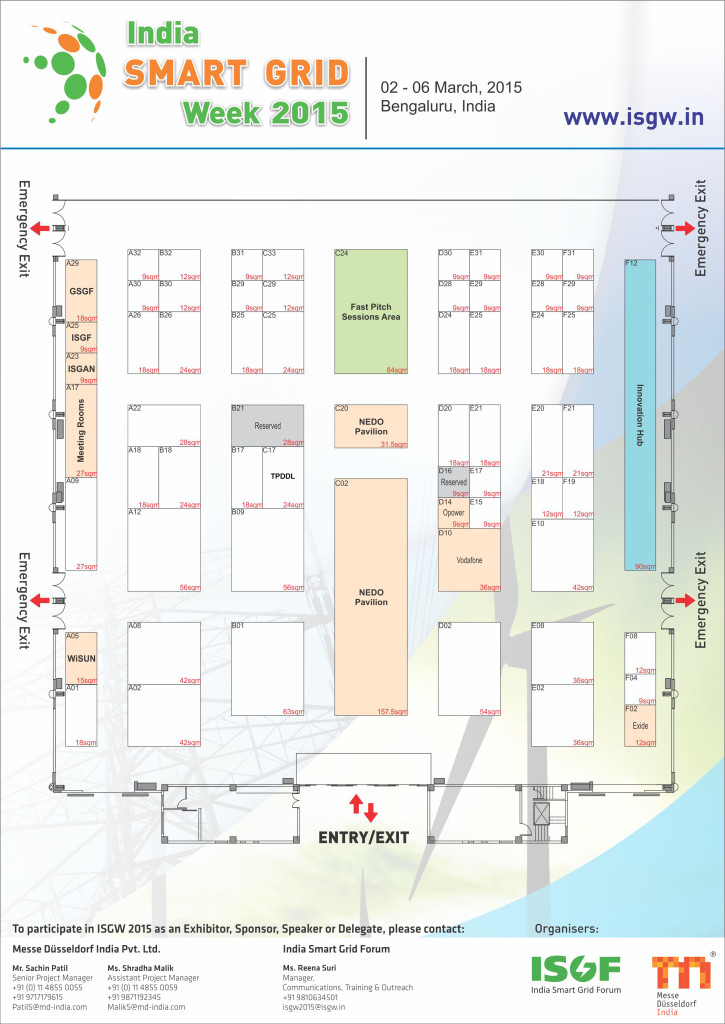 India
SMART GRID
Week 2015
02 - 06 March, 2015
Bengaluru, India
www.isgw.in
Emergency Exit
Emergency Exit
A32 B32 B31 C33 C24 D30 E31 E30 F31
9sqm 12sqm 9sqm 12sqm 9sqm 9sqm 9sqm 9sqm
A29 F12
A30 B30 B29 C29 D28 E29 E28 F29
GSGF
9sqm 12sqm 9sqm 12sqm Fast Pitch 9sqm 9sqm 9sqm 9sqm
Sessions Area
A26 B26 B25 C25 D24 E25 E24 F25
18sqm
A25
ISGF
9sqm
A23
ISGAN
18sqm 24sqm 18sqm 24sqm 84sqm 18sqm 18sqm 18sqm 18sqm
9sqm
A17
Meeting Rooms
Innovation Hub
A22 B21 C20 D20 E21 E20 F21
Reserved NEDO
Pavilion
28sqm 28sqm 31.5sqm
A18 B18 B17 C17
TPDDL
18sqm 18sqm 21sqm 21sqm
27sqm
D16 E17
A09 C02 E18 F19
Reserved
9sqm 9sqm
D14 E15
18sqm 24sqm 18sqm 24sqm
A12 B09
Opower
12sqm 12sqm
E10
9sqm 9sqm
D10
Vodafone
27sqm 90sqm
56sqm 56sqm 36sqm 42sqm
NEDO
Pavilion
Emergency Exit
Emergency Exit
A08 B01 D02 E08
A05 F08
WiSUN
12sqm
F04
15sqm 42sqm 36sqm
A01 A02 E02
9sqm
F02
63sqm 157.5sqm 54sqm
Exide
18sqm 42sqm 36sqm 12sqm
ENTRY/EXIT
To participate in ISGW 2015 as an Exhibitor, Sponsor, Speaker or Delegate, please contact:
Organisers:
Messe Düsseldorf India Pvt. Ltd.
India Smart Grid Forum
Mr. Sachin Patil
Senior Project Manager
+91 (0) 11 4855 0055
+91 9717179615
PatilS@md-india.com
Ms. Shradha Malik
Assistant Project Manager
+91 (0) 11 4855 0059
+91 9871192345
MalikS@md-india.com
Ms. Reena Suri
Manager,
Communications, Training & Outreach
+91 9810634501
isgw2015@isgw.in
ISGF
India Smart Grid Forum
®
Messe
Düsseldorf
India